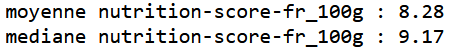 moyenne nutrition-score-fr_100g : 8.28
mediane nutrition-score-fr_100g : 9.17